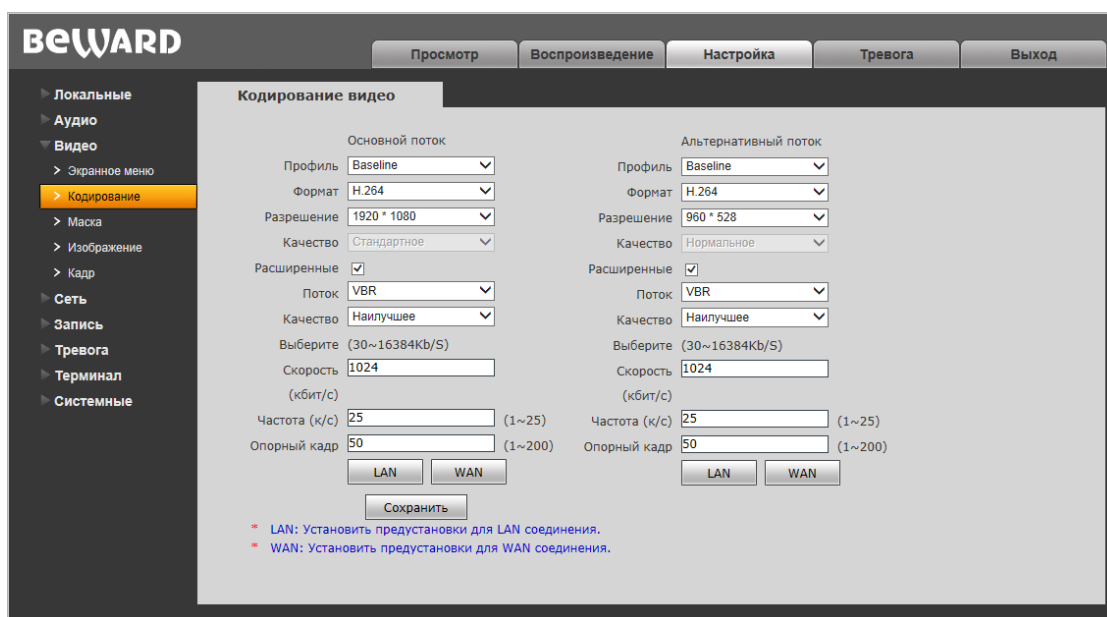 BEWARD
Просмотр Воспроизведение Настройка Тревога Выход
Локальные
Аудио
Видео
> Экранное меню
> Кодирование
> Маска
> Изображение
> Кадр
Сеть
Запись
Тревога
Терминал
Системные
Кодирование видео
Основной поток Альтернативный поток
Профиль Baseline Профиль Baseline
Формат H.264 Формат H.264
Разрешение 1920 * 1080 Разрешение 960 * 528
Качество Стандартное Качество Нормальное
Расширенные Расширенные
Поток VBR Поток VBR
Качество Наилучшее Качество Наилучшее
Выберите (30~16384Kb/S) Выберите (30~16384Kb/S)
Скорость 1024 Скорость 1024
(кбит/с) (кбит/с)
Частота (к/с) 25 (1~25) Частота (к/с) 25 (1~25)
Опорный кадр 50 (1~200) Опорный кадр 50 (1~200)
LAN WAN LAN WAN
Сохранить
* LAN: Установить предустановки для LAN соединения.
* WAN: Установить предустановки для WAN соединения.